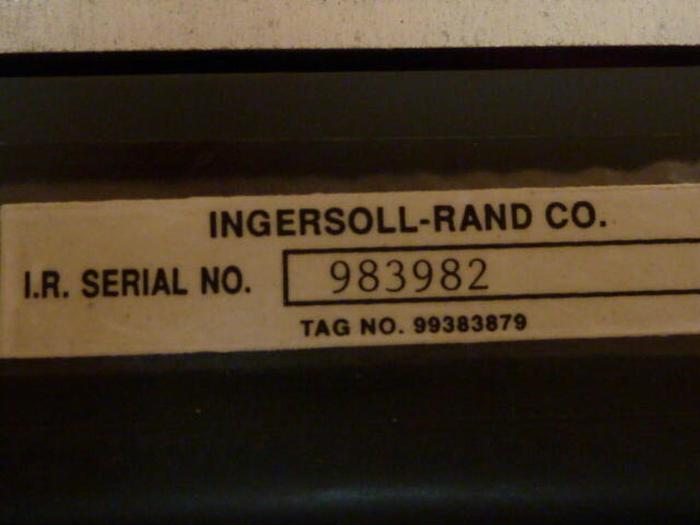 INGERSOLL-RAND CO.
I.R. SERIAL NO. 983982
TAG NO. 99383879